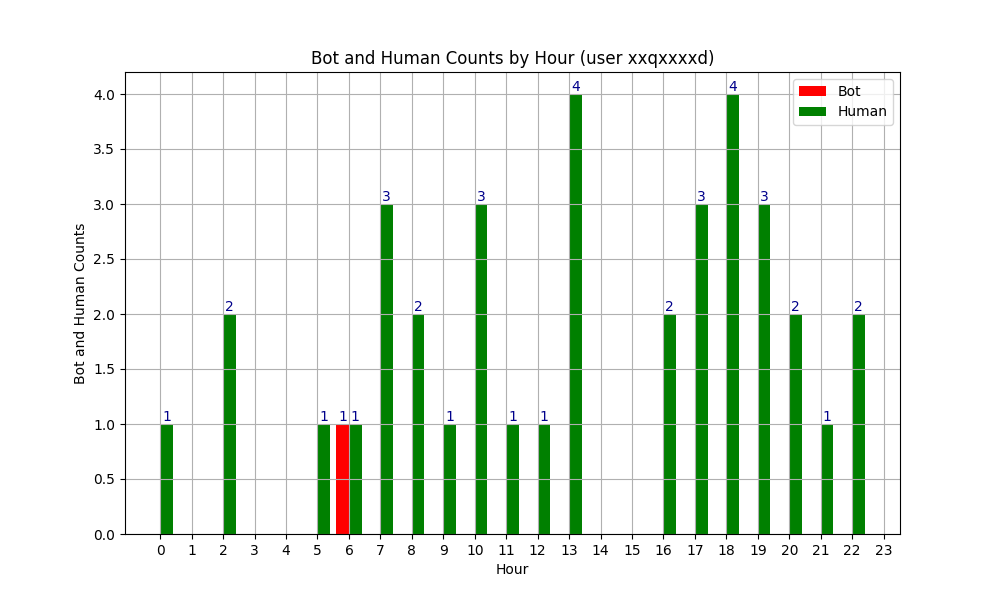 Bot and Human Counts by Hour (user xxqxxxxd)
Bot
Human
Bot and Human Counts
4.0
3.5
3.0
2.5
2.0
1.5
1.0
0.5
0.0
1 2 1 1 1 3 2 1 3 1 1 4 2 3 4 3 2 1 2
0 1 2 3 4 5 6 7 8 9 10 11 12 13 14 15 16 17 18 19 20 21 22 23
Hour